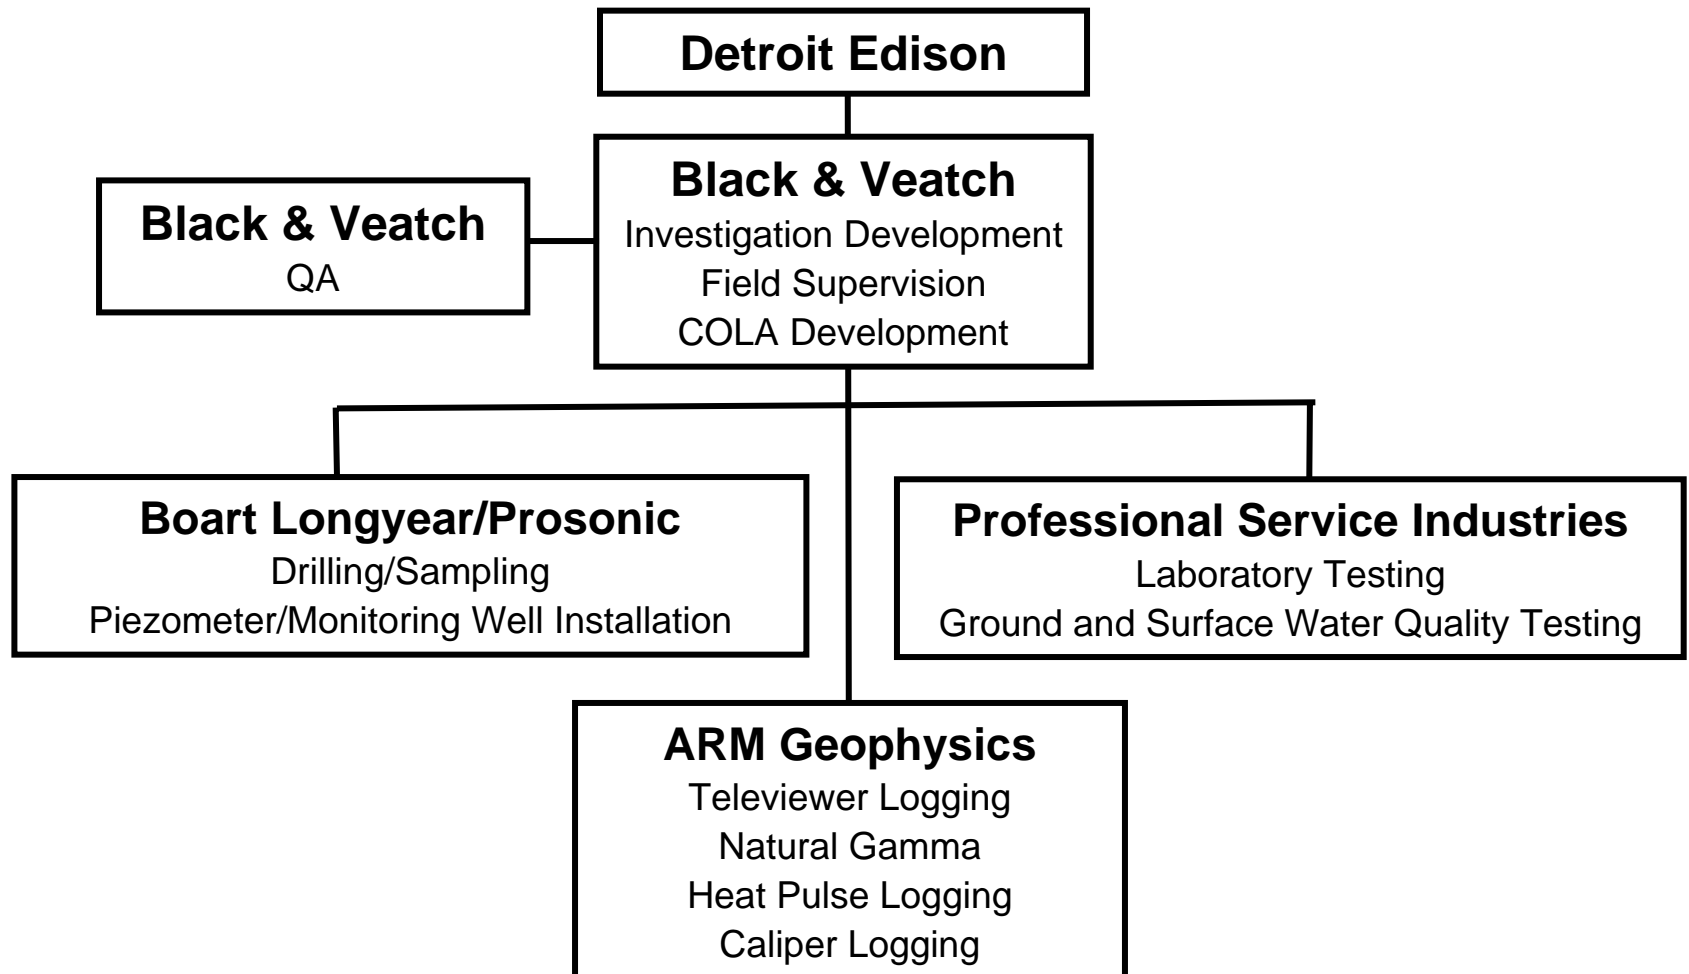 Detroit Edison
Black & Veatch
Investigation Development
Field Supervision
COLA Development
Black & Veatch
QA
Boart Longyear/Prosonic
Drilling/Sampling
Piezometer/Monitoring Well Installation
Professional Service Industries
Laboratory Testing
Ground and Surface Water Quality Testing
ARM Geophysics
Televiewer Logging
Natural Gamma
Heat Pulse Logging
Caliper Logging